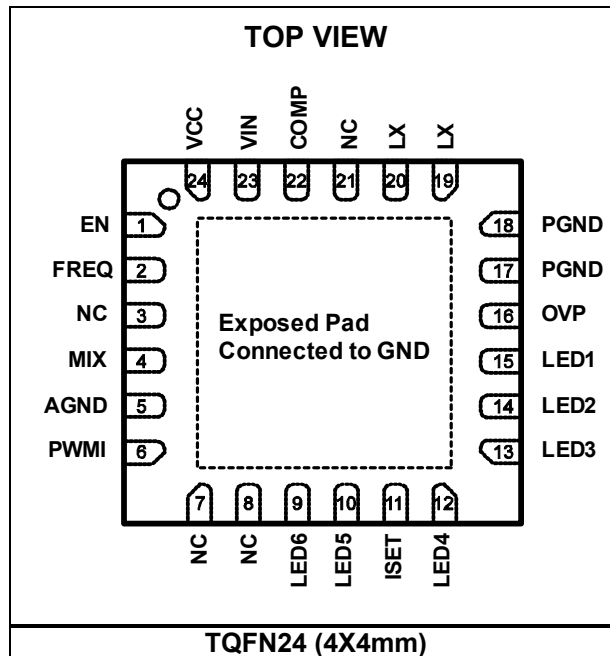 TOP VIEW
VCC VIN COMP NC LX LX
24 23 22 21 20 19
EN 1
FREQ 2
NC 3
MIX 4
AGND 5
PWMI 6
18 PGND
17 PGND
16 OVP
15 LED1
14 LED2
13 LED3
Exposed Pad
Connected to GND
7 8 9 10 11 12
NC NC LED6 LED5 ISET LED4
TQFN24 (4X4mm)